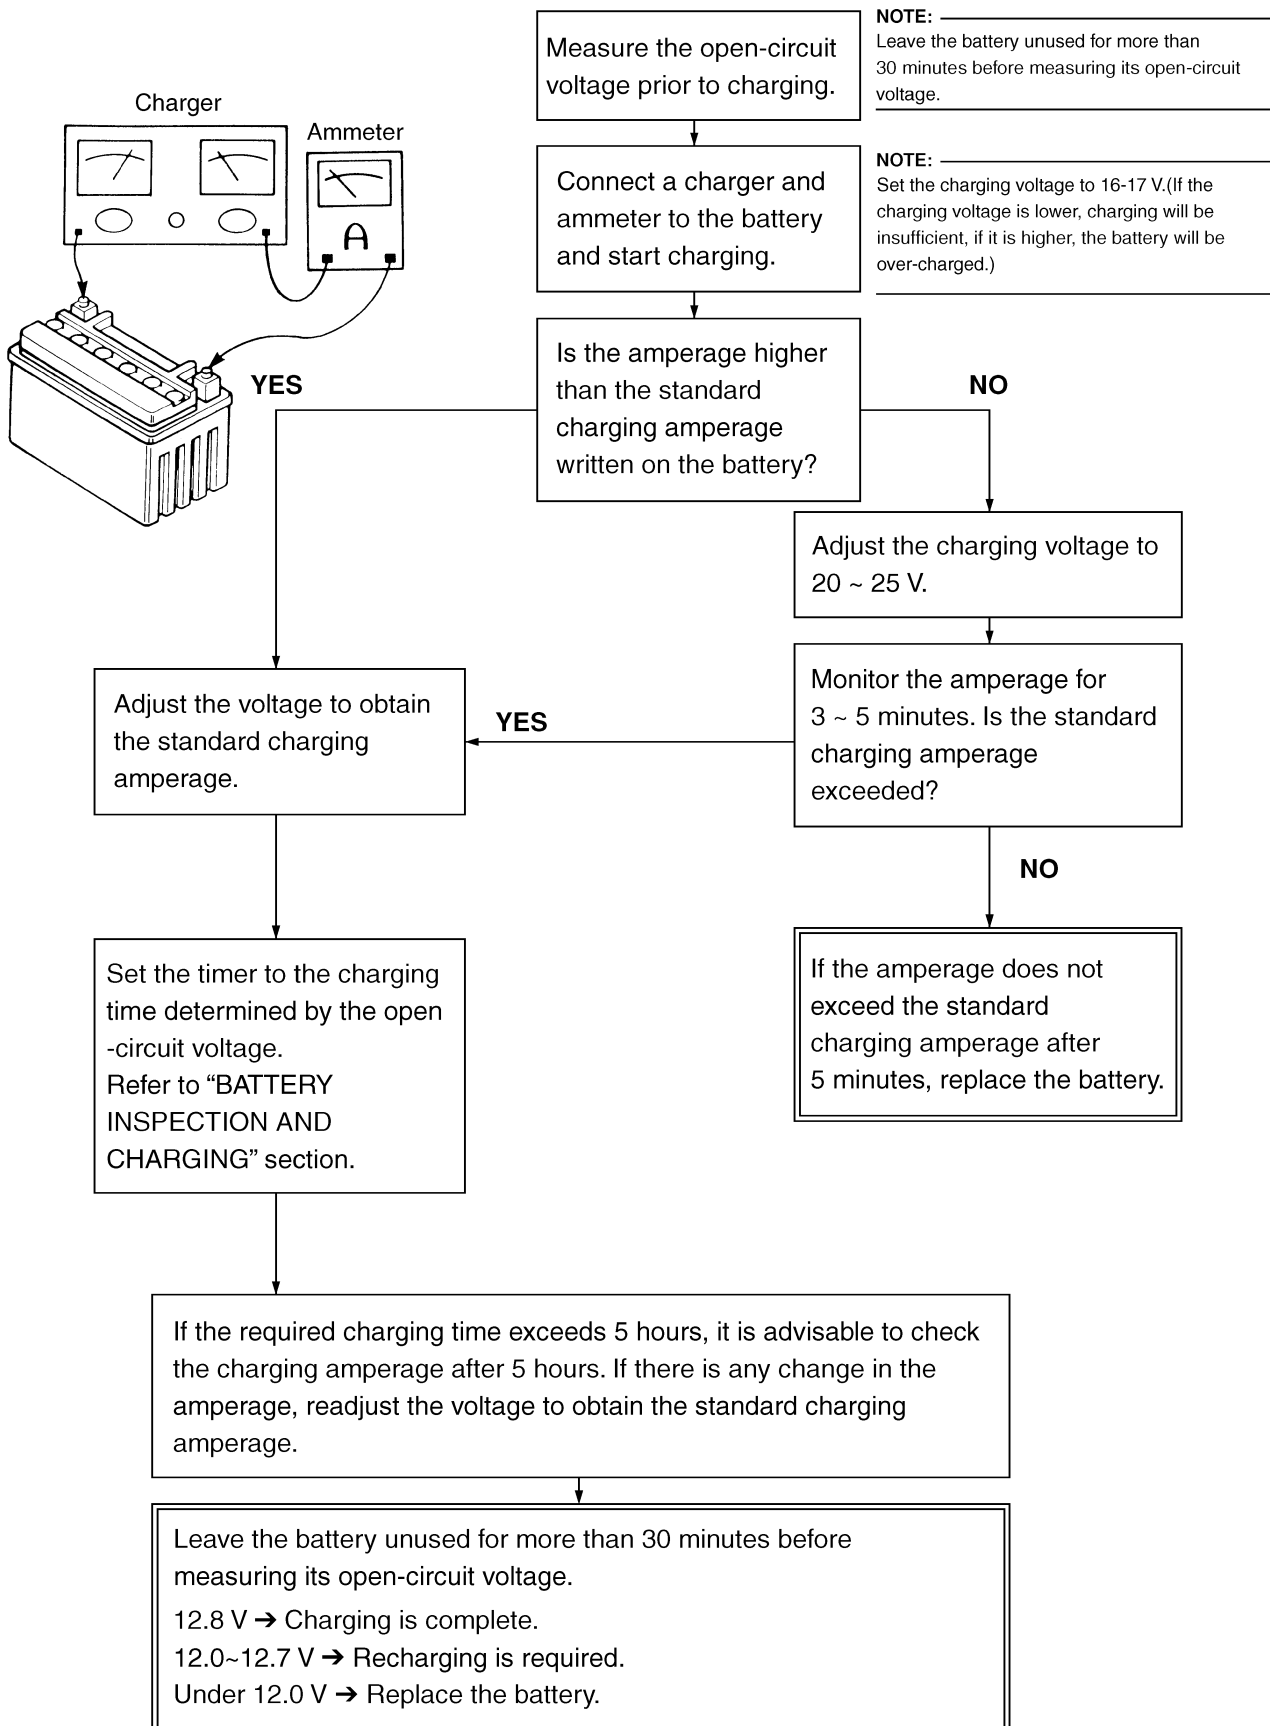 Measure the open-circuit
voltage prior to charging.
NOTE:
Leave the battery unused for more than
30 minutes before measuring its open-circuit
voltage.
Charger
Ammeter
A
Connect a charger and
ammeter to the battery
and start charging.
NOTE:
Set the charging voltage to 16-17 V.(If the
charging voltage is lower, charging will be
insufficient, if it is higher, the battery will be
over-charged.)
Is the amperage higher
than the standard
charging amperage
written on the battery?
YES
NO
Adjust the charging voltage to
20 ~ 25 V.
Monitor the amperage for
3 ~ 5 minutes. Is the standard
charging amperage
exceeded?
YES
Adjust the voltage to obtain
the standard charging
amperage.
NO
If the amperage does not
exceed the standard
charging amperage after
5 minutes, replace the battery.
Set the timer to the charging
time determined by the open
-circuit voltage.
Refer to “BATTERY
INSPECTION AND
CHARGING” section.
If the required charging time exceeds 5 hours, it is advisable to check
the charging amperage after 5 hours. If there is any change in the
amperage, readjust the voltage to obtain the standard charging
amperage.
Leave the battery unused for more than 30 minutes before
measuring its open-circuit voltage.
12.8 V ➔ Charging is complete.
12.0~12.7 V ➔ Recharging is required.
Under 12.0 V ➔ Replace the battery.